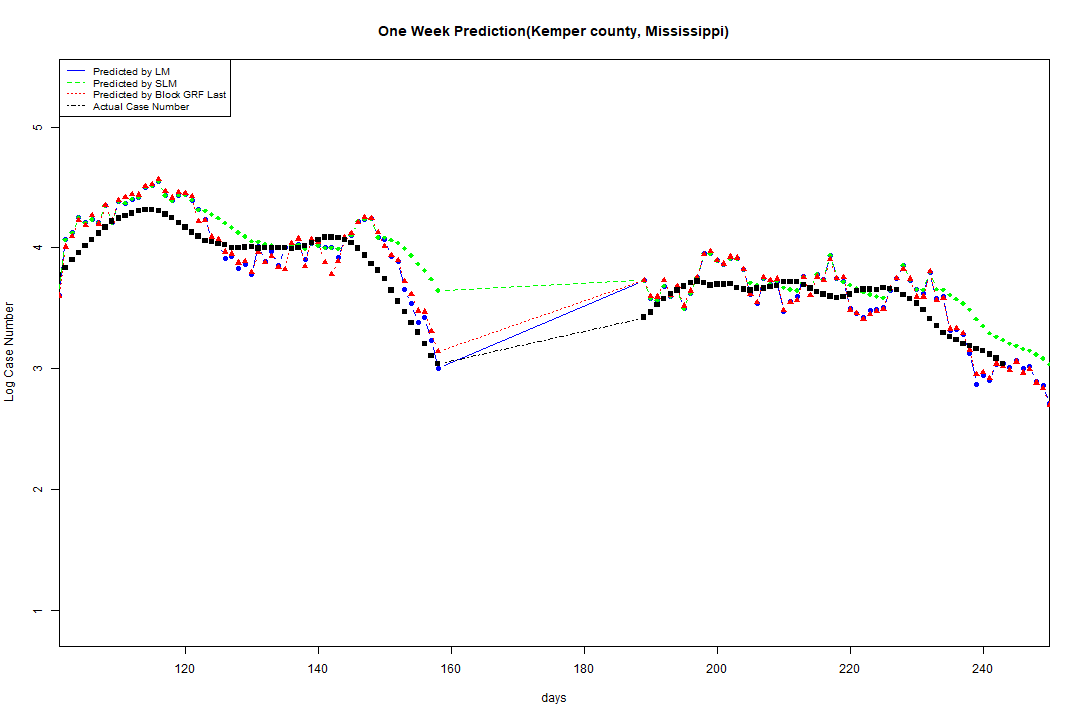 One Week Prediction(Kemper county, Mississippi)
Predicted by LM
Predicted by SLM
Predicted by Block GRF Last
Actual Case Number
5
4
3
2
1
Log Case Number
120 140 160 180 200 220 240
days